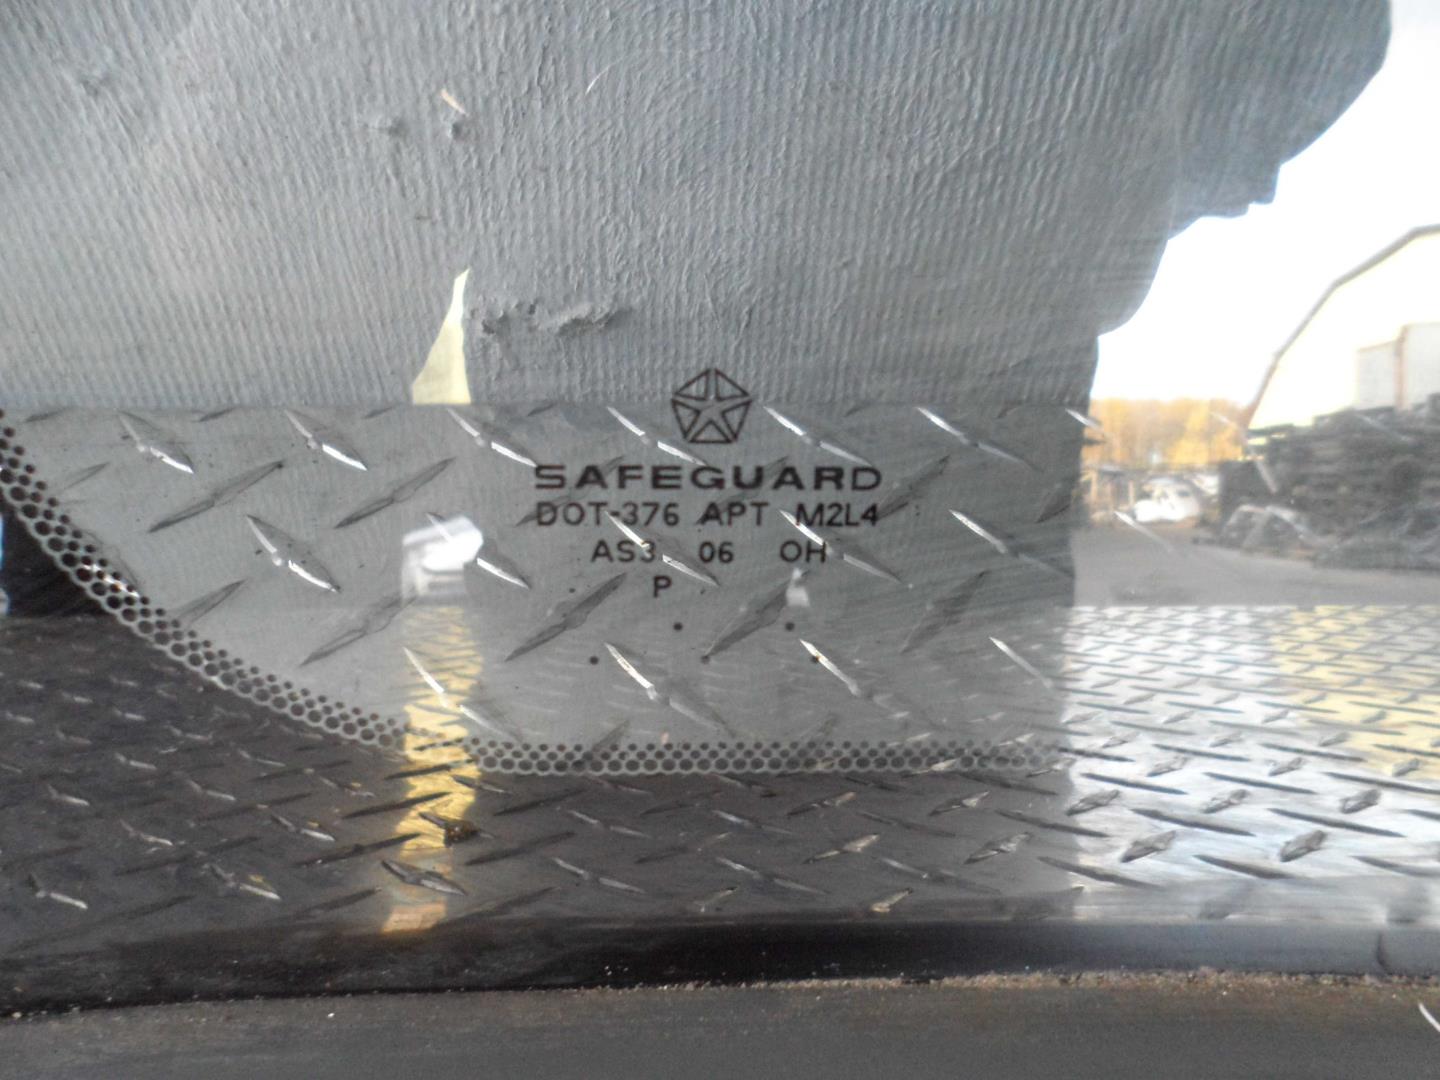 SAFEGUARD
DOT-376 APT M2L4
AS3 06 OH
P